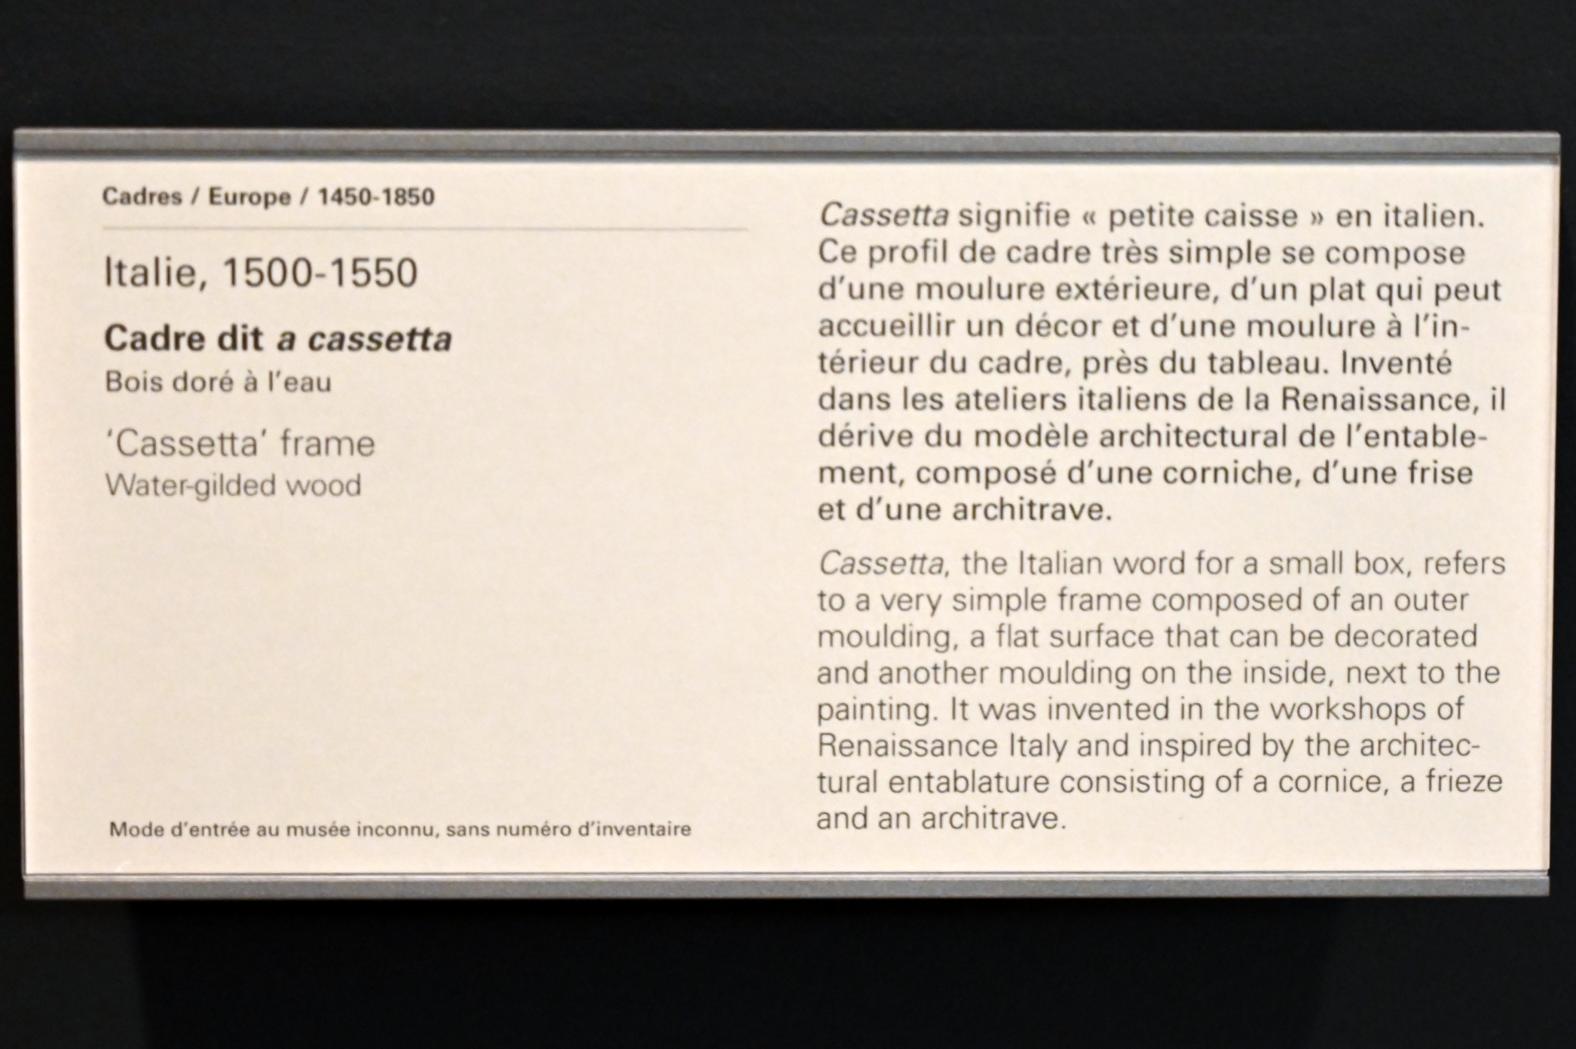 Cadres / Europe / 1450-1850
Italie, 1500-1550
Cadre dit a cassetta
Bois doré à l'eau
'Cassetta' frame
Water-gilded wood
Mode d'entrée au musée inconnu, sans numéro d'inventaire
Cassetta signifie « petite caisse » en italien.
Ce profil de cadre très simple se compose
d'une moulure extérieure, d'un plat qui peut
accueillir un décor et d'une moulure à l'in-
térieur du cadre, près du tableau. Inventé
dans les ateliers italiens de la Renaissance, il
dérive du modèle architectural de l'entable-
ment, composé d'une corniche, d'une frise
et d'une architrave.
Cassetta, the Italian word for a small box, refers
to a very simple frame composed of an outer
moulding, a flat surface that can be decorated
and another moulding on the inside, next to the
painting. It was invented in the workshops of
Renaissance Italy and inspired by the architec-
tural entablature consisting of a cornice, a frieze
and an architrave.